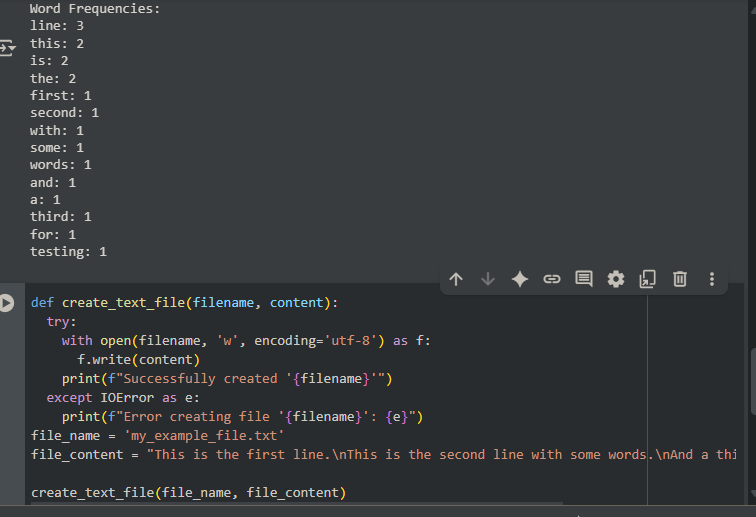 Word Frequencies:
line: 3
this: 2
is: 2
the: 2
first: 1
second: 1
with: 1
some: 1
words: 1
and: 1
a: 1
third: 1
for: 1
testing: 1
def create_text_file(filename, content):
  try:
    with open(filename, 'w', encoding='utf-8') as f:
      f.write(content)
    print(f"Successfully created '{filename}'")
  except IOError as e:
    print(f"Error creating file '{filename}': {e}")
file_name = 'my_example_file.txt'
file_content = "This is the first line.\nThis is the second line with some words.\nAnd a thi
create_text_file(file_name, file_content)